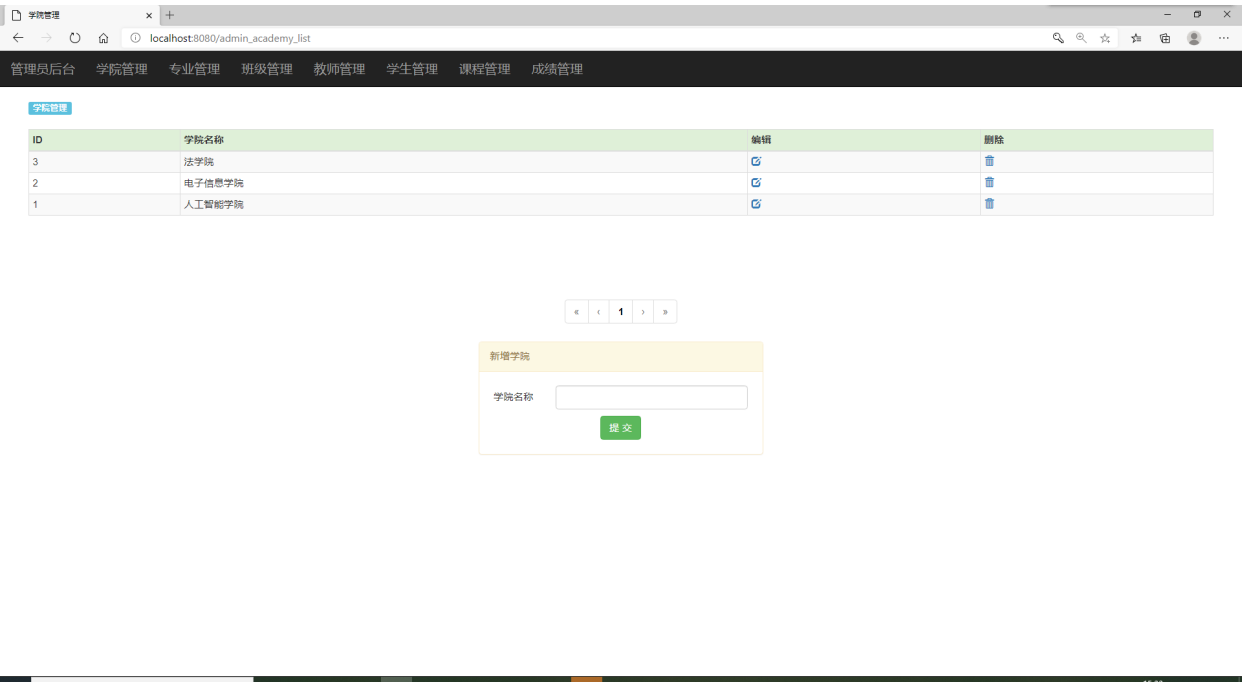 学院管理
localhost:8080/admin_academy_list
管理员后台 学院管理 专业管理 班级管理 教师管理 学生管理 课程管理 成绩管理
学院管理
ID 学院名称 编辑 删除
3 法学院
2 电子信息学院
1 人工智能学院
« ‹ 1 › »
新增学院
学院名称
提 交